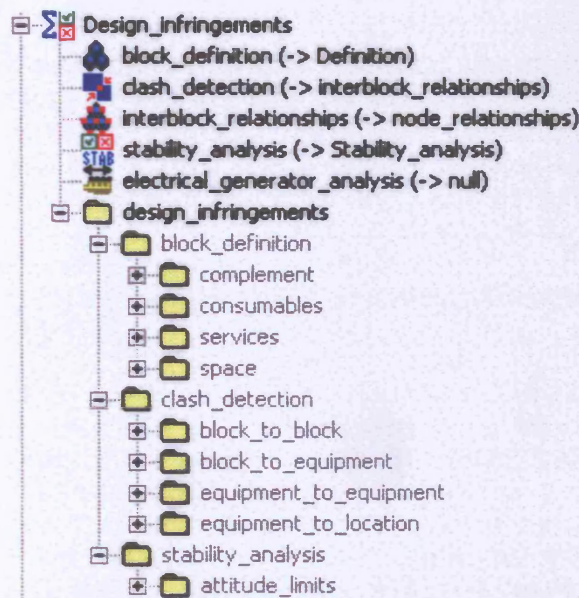 Design_infringements
block_definition (-> Definition)
clash_detection (-> interblock_relationships)
interblock_relationships (-> node_relationships)
stability_analysis (-> Stability_analysis)
STAB
electrical_generator_analysis (-> null)
design_infringements
block_definition
complement
consumables
services
space
clash_detection
block_to_block
block_to_equipment
equipment_to_equipment
equipment_to_location
stability_analysis
attitude_limits